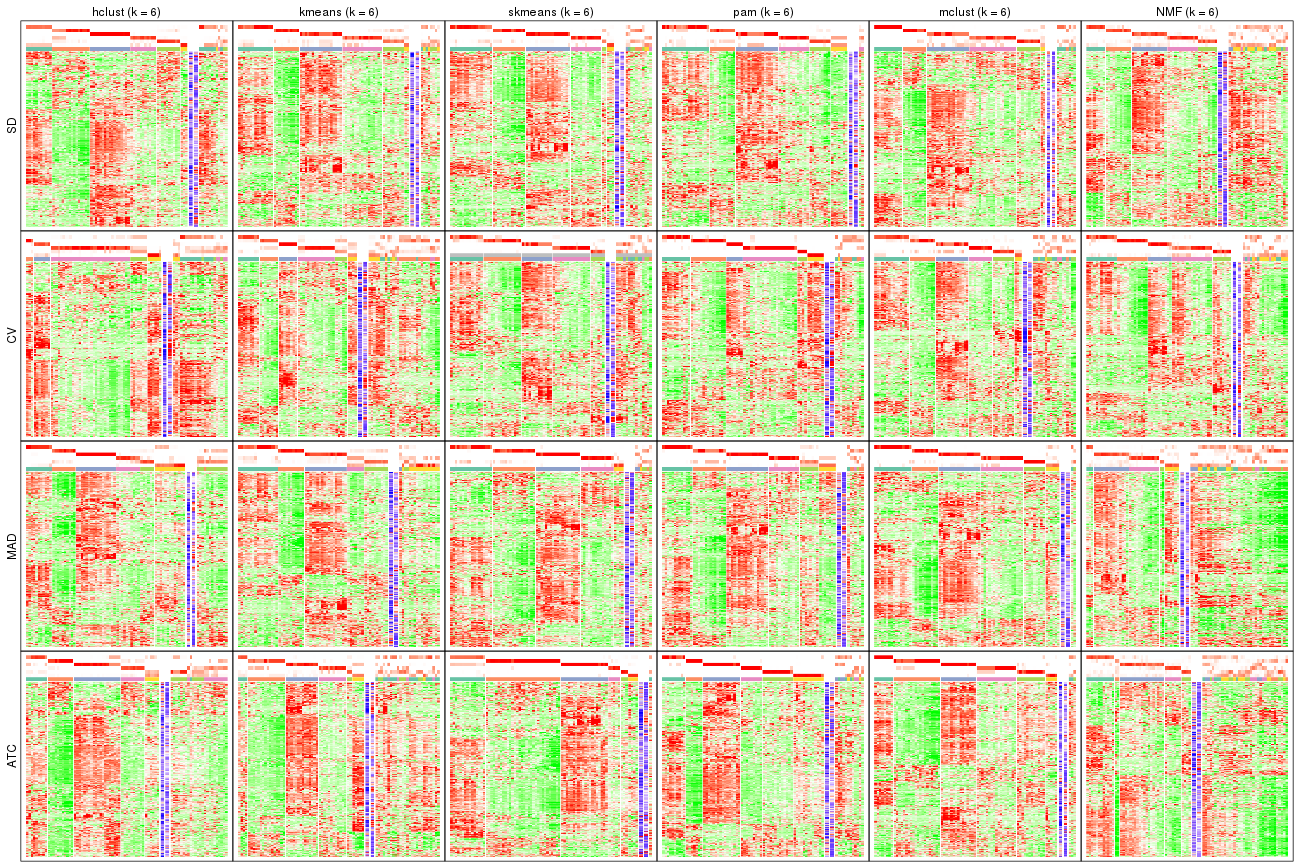 hclust (k = 6) kmeans (k = 6) skmeans (k = 6) pam (k = 6) mclust (k = 6) NMF (k = 6)
SD
CV
MAD
ATC